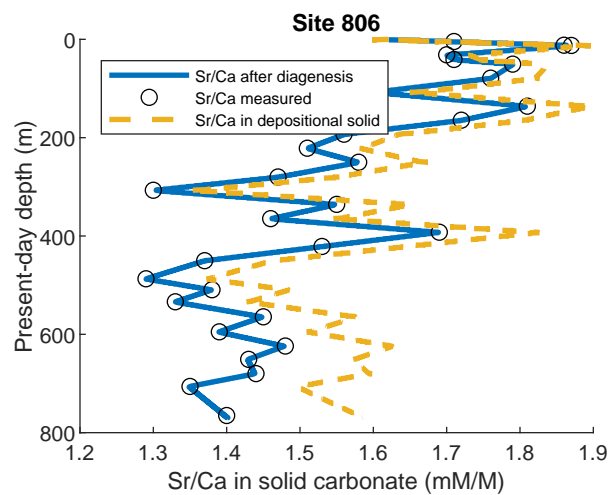 Site 806
0
200
400
600
800
Present-day depth (m)
Sr/Ca after diagenesis
Sr/Ca measured
Sr/Ca in depositional solid
1.2 1.3 1.4 1.5 1.6 1.7 1.8 1.9
Sr/Ca in solid carbonate (mM/M)